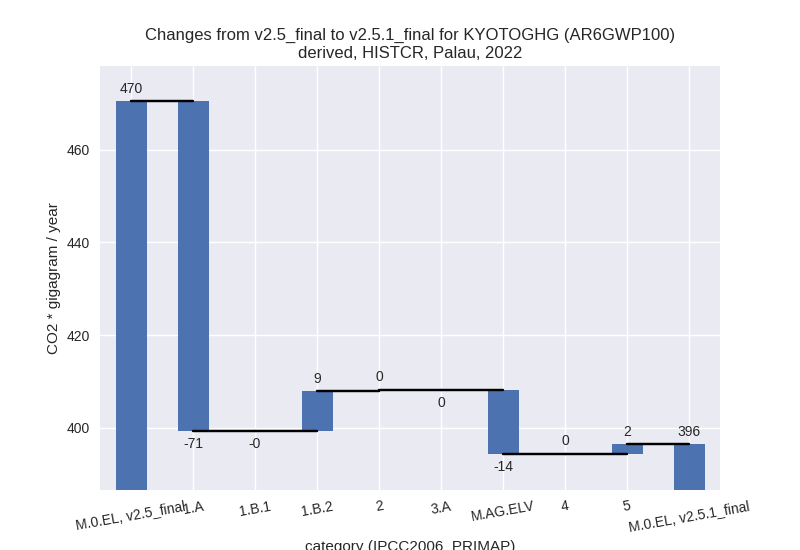 Changes from v2.5_final to v2.5.1_final for KYOTOGHG (AR6GWP100)
derived, HISTCR, Palau, 2022
CO2 * gigagram / year
460
440
420
400
470
-71
-0
9
0
0
-14
0
2
396
M.0.EL, v2.5_final
1.A
1.B.1
1.B.2
2
3.A
M.AG.ELV
4
5
M.0.EL, v2.5.1_final
category (IPCC2006_PRIMAP)